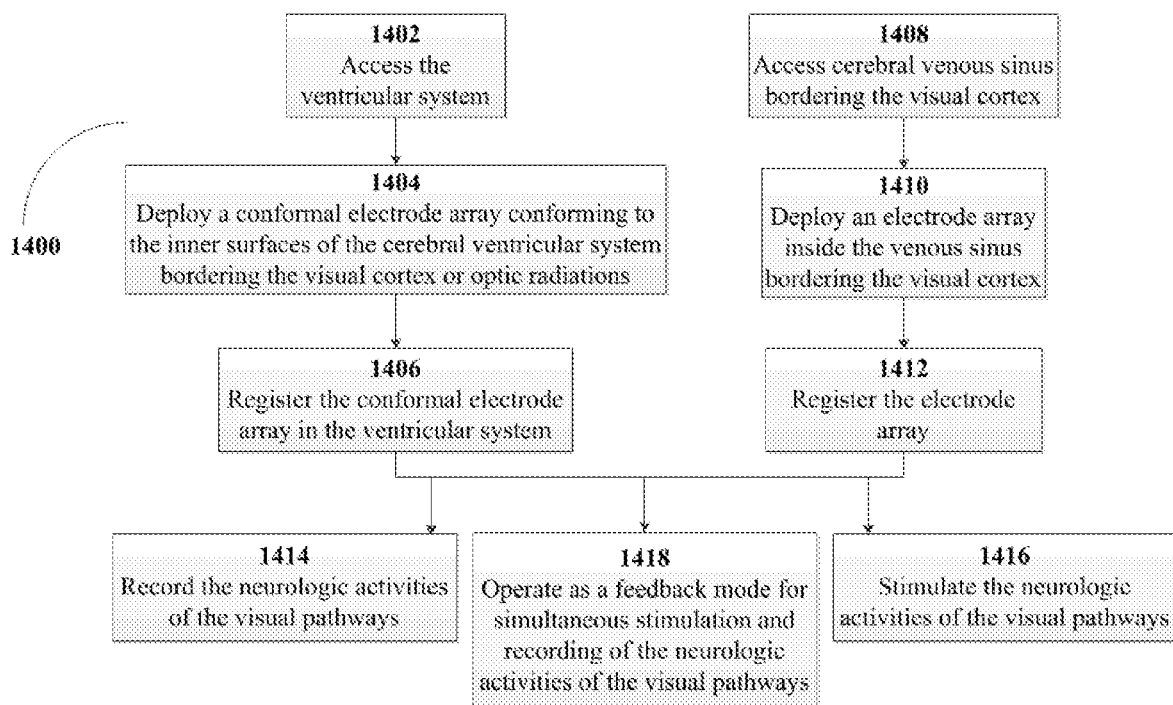 1402
Access the
ventricular system
1408
Access cerebral venous sinus
bordering the visual cortex
1400
1404
Deploy a conformal electrode array conforming to
the inner surfaces of the cerebral ventricular system
bordering the visual cortex or optic radiations
1410
Deploy an electrode array
inside the venous sinus
bordering the visual cortex
1406
Register the conformal electrode
array in the ventricular system
1412
Register the electrode
array
1414
Record the neurologic activities
of the visual pathways
1418
Operate as a feedback mode for
simultaneous stimulation and
recording of the neurologic
activities of the visual pathways
1416
Stimulate the neurologic
activities of the visual pathways